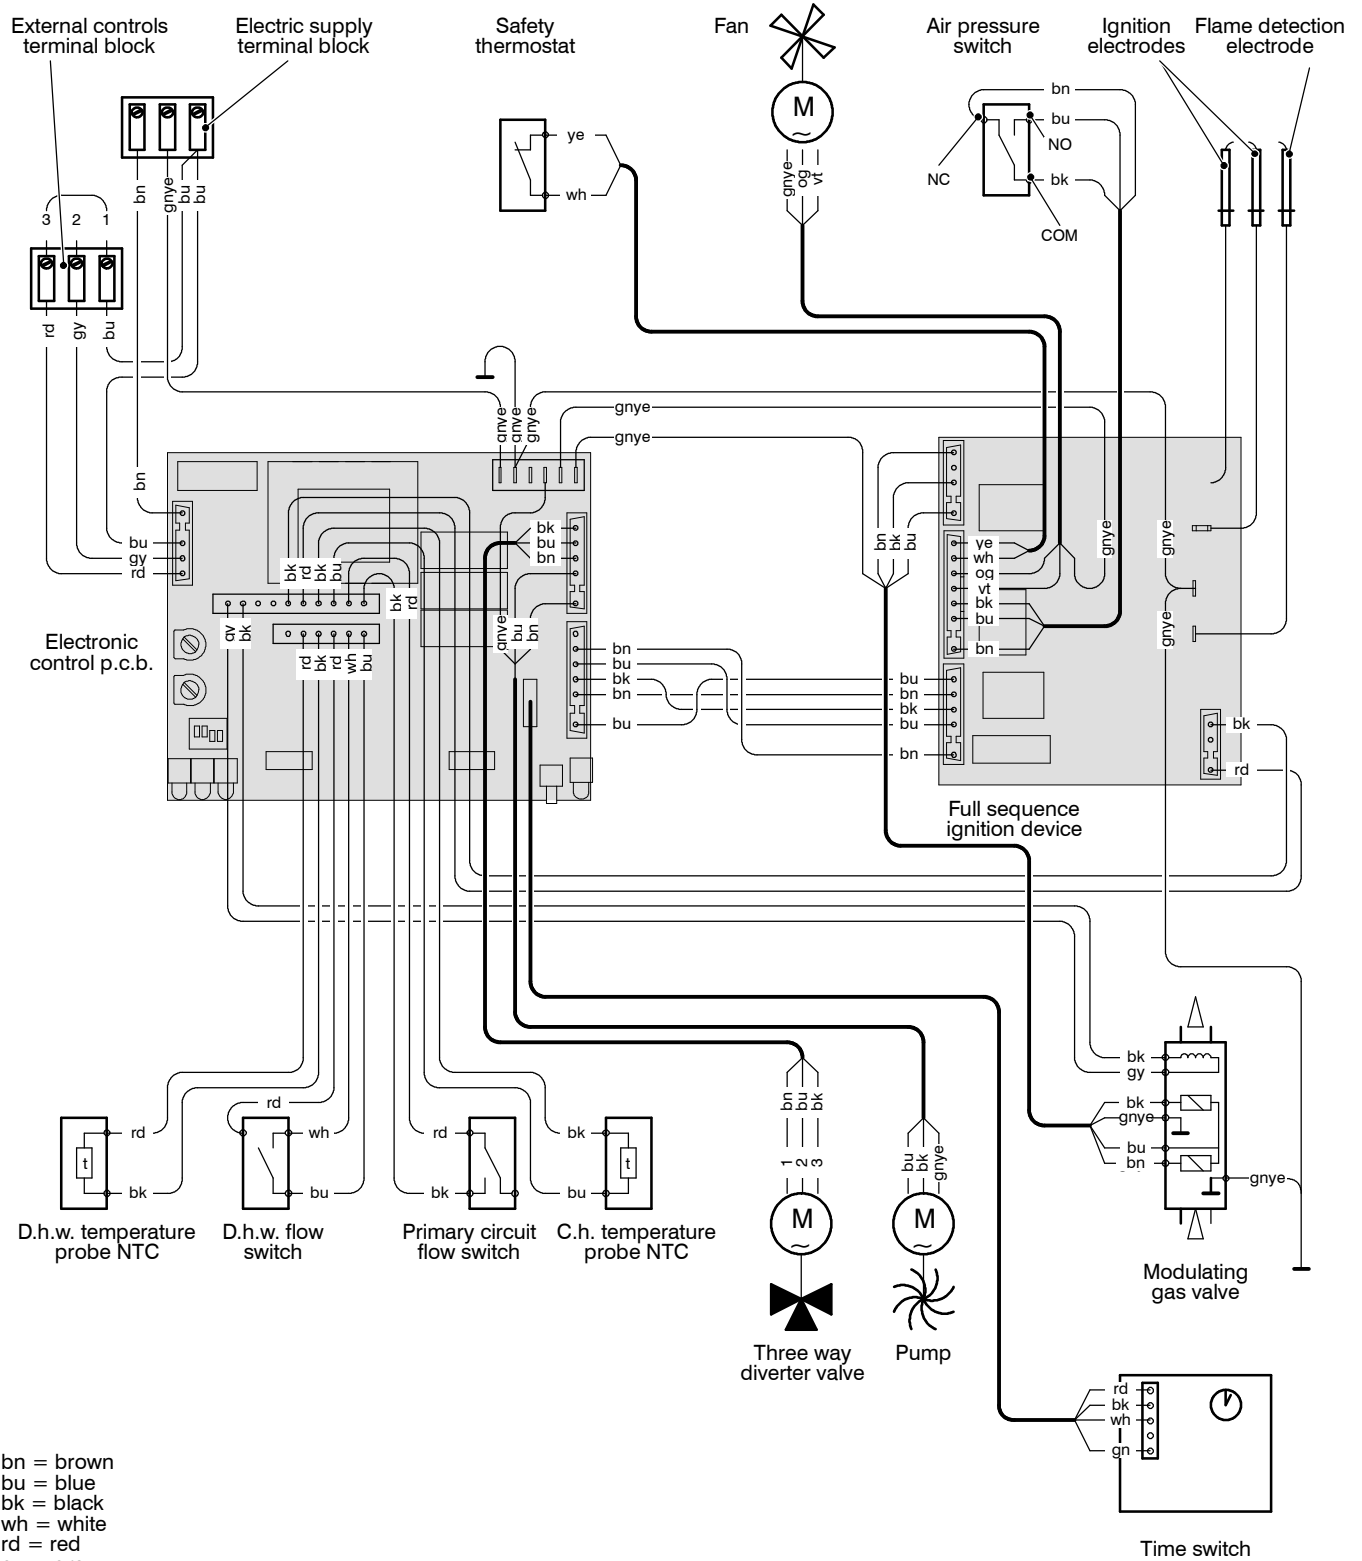 External controls
terminal block
Electric supply
terminal block
Safety
thermostat
Fan
Air pressure
switch
Ignition
electrodes
Flame detection
electrode
M
bn
bu
NO
NC
bk
COM
ye
wh
gnye
og
vt
bn
gnye
bu
bu
3
2
1
rd
gy
bu
gnye
gnye
gnye
bn
bu
gy
rd
bk
rd
bk
bu
bk
rd
bk
bu
bn
bu
bn
bk
rd
bk
rd
wh
bu
Electronic
control p.c.b.
bn
bu
bk
bn
bu
bn
bk
bu
wh
og
vt
bk
bu
bn
gnye
gnye
gnye
bu
bn
bk
bu
bn
bk
rd
Full sequence
ignition device
rd
bk
rd
wh
bu
rd
bk
bk
bu
t
t
D.h.w. temperature
probe NTC
D.h.w. flow
switch
Primary circuit
flow switch
C.h. temperature
probe NTC
bn
bu
bk
1
2
3
M
Three way
diverter valve
bu
bk
gnye
M
Pump
bk
gy
bk
gnye
bu
bn
gnye
Modulating
gas valve
rd
bk
wh
gn
Time switch
bn = brown
bu = blue
bk = black
wh = white
rd = red